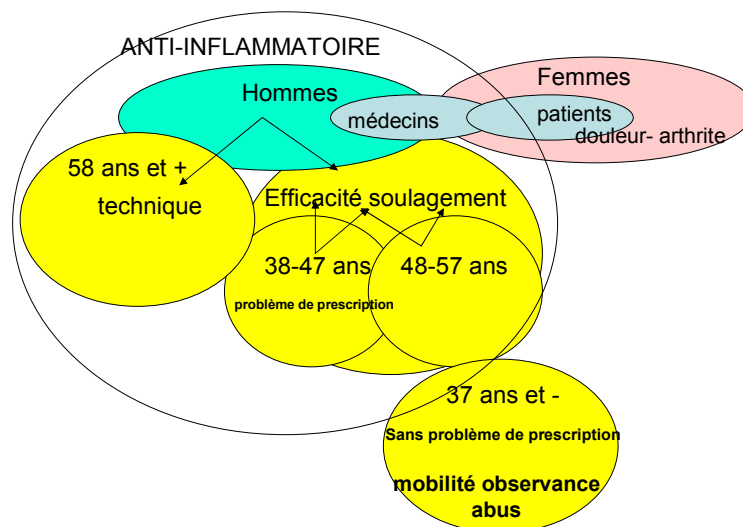 ANTI-INFLAMMATOIRE
Femmes
Hommes
médecins
patients
douleur- arthrite
58 ans et +
technique
Efficacité soulagement
38-47 ans
48-57 ans
problème de prescription
37 ans et -
Sans problème de prescription
mobilité observance
abus